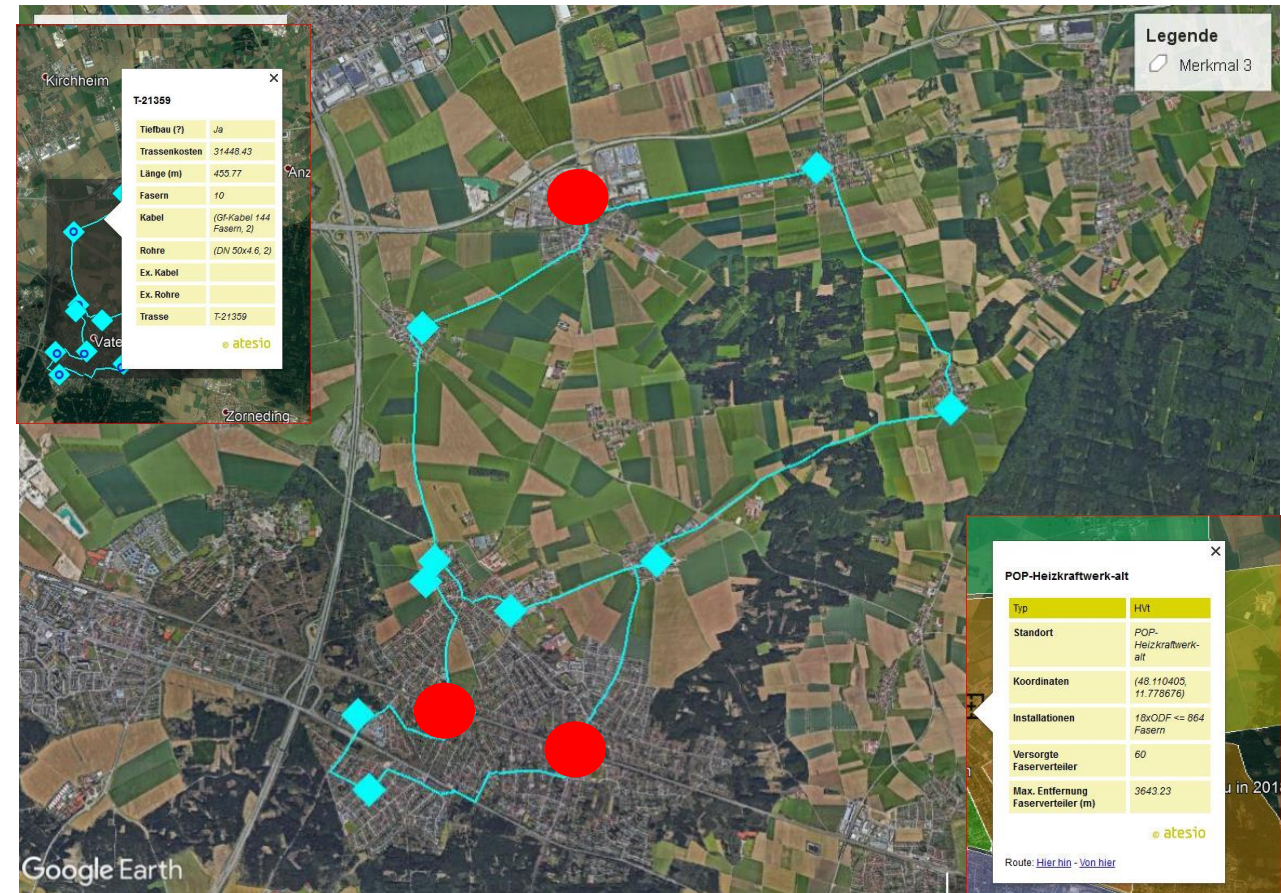 Legende
Merkmal 3
Kirchheim
Anz
Vate
Zorneding
×
T-21359
Tiefbau (?) Ja
Trassenkosten 31448.43
Länge (m) 455.77
Fasern 10
Kabel (Gf-Kabel 144
Fasern, 2)
Rohre (DN 50x4.6, 2)
Ex. Kabel
Ex. Rohre
Trasse T-21359
© atesio
×
POP-Heizkraftwerk-alt
Typ HVt
Standort POP-
Heizkraftwerk-
alt
Koordinaten (48.110405,
11.778676)
Installationen 18xODF <= 864
Fasern
Versorgte
Faserverteiler 60
Max. Entfernung
Faserverteiler (m) 3643.23
© atesio
Route: Hier hin - Von hier
u in 201
Google Earth